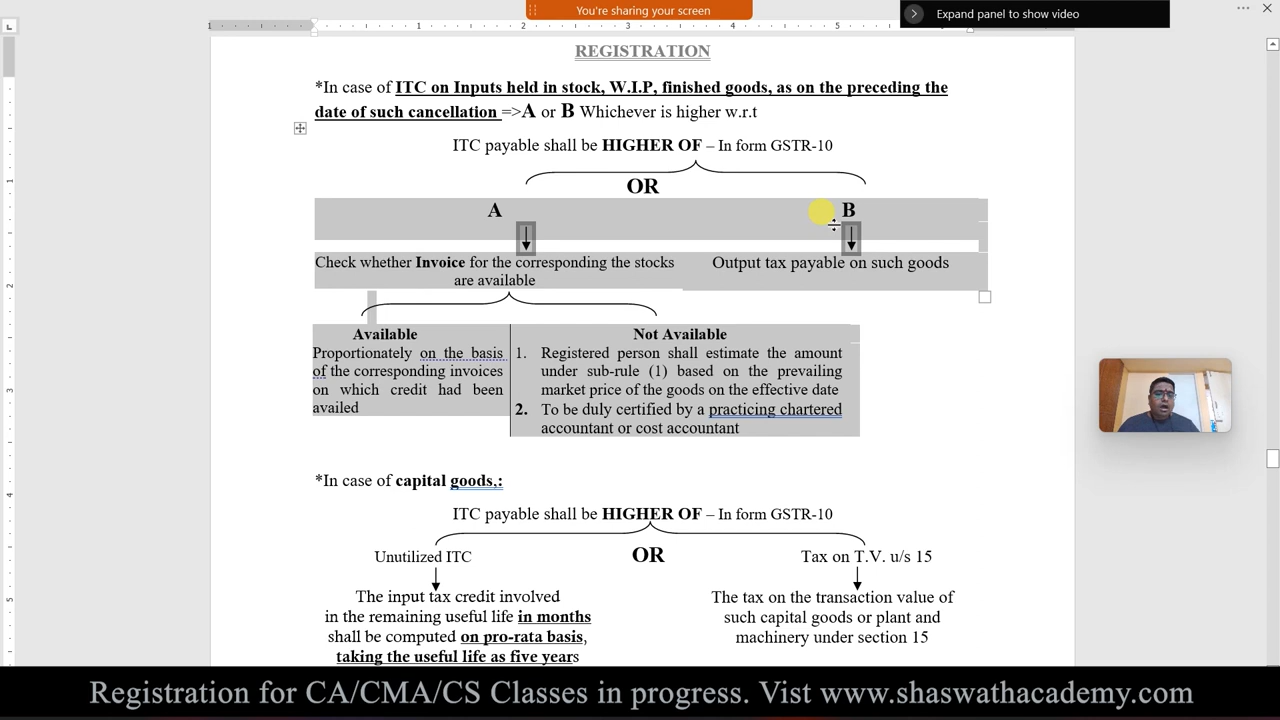 You're sharing your screen
Expand panel to show video
REGISTRATION
*In case of ITC on Inputs held in stock, W.I.P, finished goods, as on the preceding the
date of such cancellation =>A or B Whichever is higher w.r.t
ITC payable shall be HIGHER OF – In form GSTR-10
OR
A
B
Check whether Invoice for the corresponding the stocks
are available
Output tax payable on such goods
Available
Proportionately on the basis
of the corresponding invoices
on which credit had been
availed
Not Available
1. Registered person shall estimate the amount
under sub-rule (1) based on the prevailing
market price of the goods on the effective date
2. To be duly certified by a practicing chartered
accountant or cost accountant
*In case of capital goods,:
ITC payable shall be HIGHER OF – In form GSTR-10
Unutilized ITC
OR
Tax on T.V. u/s 15
The input tax credit involved
in the remaining useful life in months
shall be computed on pro-rata basis,
taking the useful life as five years
The tax on the transaction value of
such capital goods or plant and
machinery under section 15
Registration for CA/CMA/CS Classes in progress. Vist www.shaswathacademy.com